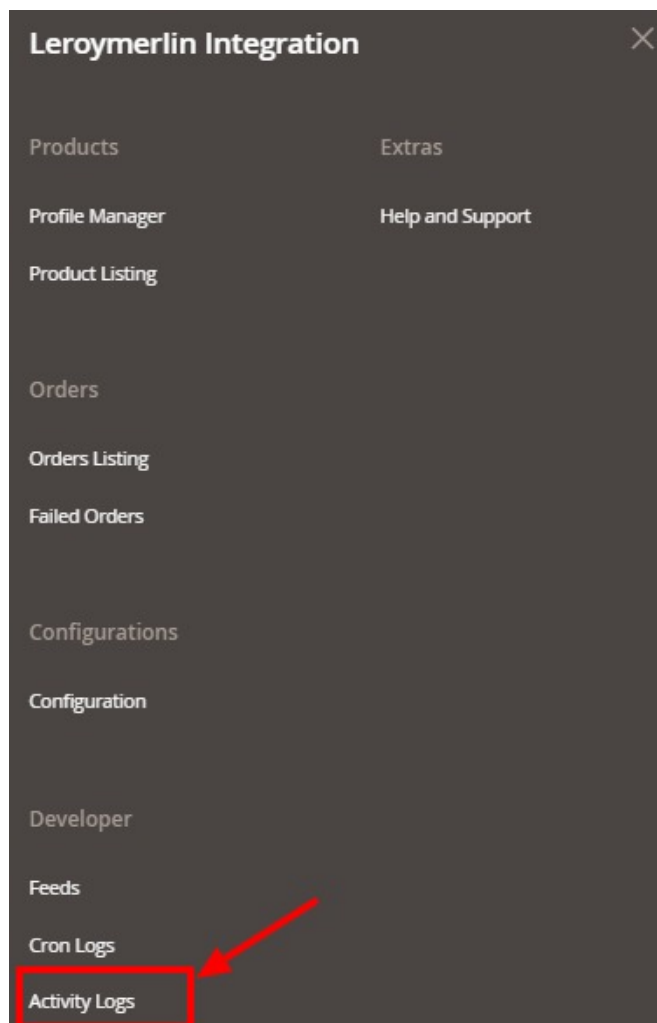 Leroymerlin Integration
Products
Profile Manager
Product Listing
Orders
Orders Listing
Failed Orders
Configurations
Configuration
Developer
Feeds
Cron Logs
Activity Logs
Extras
Help and Support